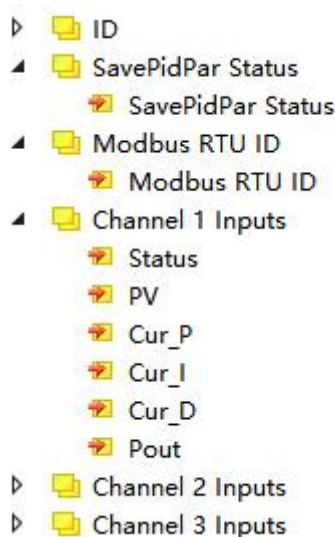 ID
SavePidPar Status
SavePidPar Status
Modbus RTU ID
Modbus RTU ID
Channel 1 Inputs
Status
PV
Cur_P
Cur_I
Cur_D
Pout
Channel 2 Inputs
Channel 3 Inputs